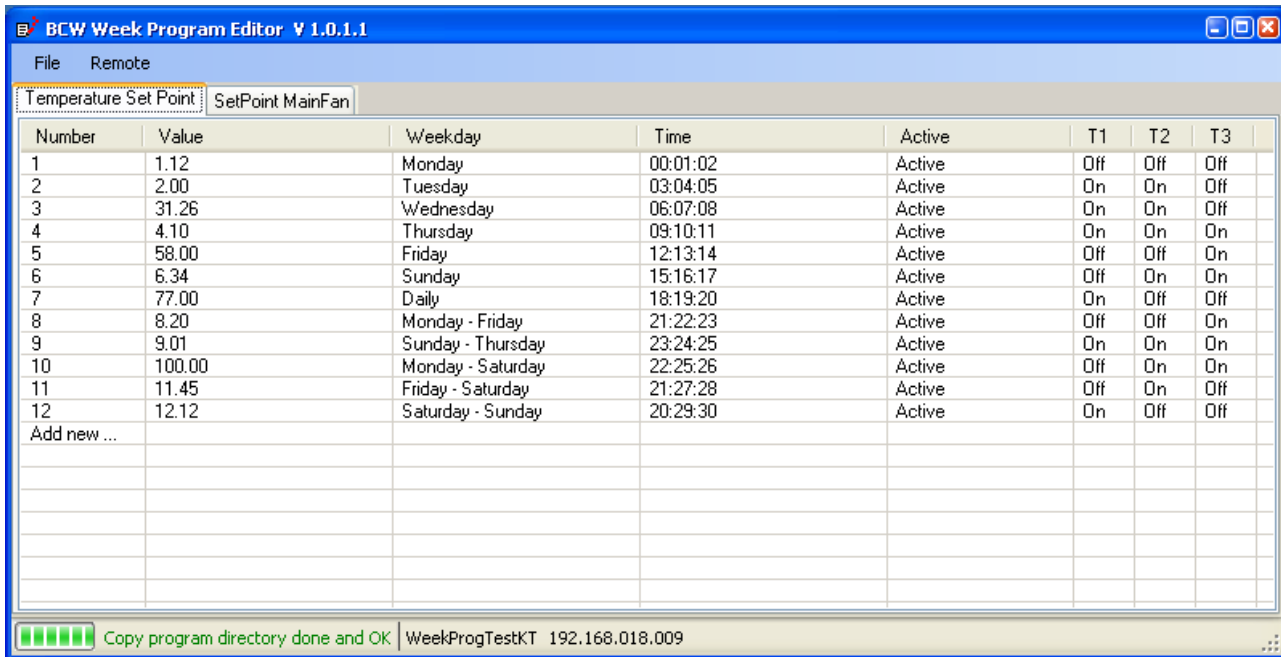 BCW Week Program Editor V 1.0.1.1
File Remote
Temperature Set Point SetPoint MainFan
Number Value Weekday Time Active T1 T2 T3
1 1.12 Monday 00:01:02 Active Off Off Off
2 2.00 Tuesday 03:04:05 Active On On Off
3 31.26 Wednesday 06:07:08 Active On On Off
4 4.10 Thursday 09:10:11 Active On On On
5 58.00 Friday 12:13:14 Active Off Off On
6 6.34 Sunday 15:16:17 Active Off On On
7 77.00 Daily 18:19:20 Active On Off Off
8 8.20 Monday - Friday 21:22:23 Active Off Off On
9 9.01 Sunday - Thursday 23:24:25 Active On On On
10 100.00 Monday - Saturday 22:25:26 Active Off On On
11 11.45 Friday - Saturday 21:27:28 Active Off On Off
12 12.12 Saturday - Sunday 20:29:30 Active On Off Off
Add new ...
Copy program directory done and OK WeekProgTestKT 192.168.018.009